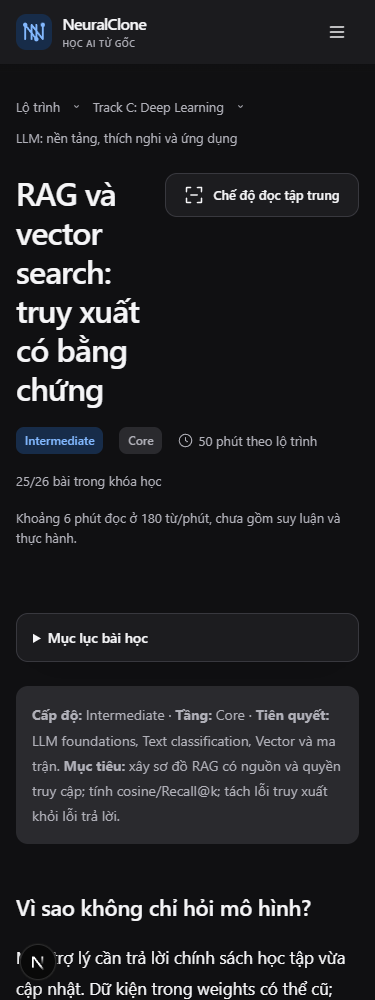 NeuralClone
HỌC AI TỪ GỐC
Lộ trình
Track C: Deep Learning
LLM: nền tảng, thích nghi và ứng dụng
RAG và
vector
search:
truy xuất
có bằng
chứng
Chế độ đọc tập trung
Intermediate
Core
50 phút theo lộ trình
25/26 bài trong khóa học
Khoảng 6 phút đọc ở 180 từ/phút, chưa gồm suy luận và
thực hành.
Mục lục bài học
Cấp độ: Intermediate · Tầng: Core · Tiên quyết:
LLM foundations, Text classification, Vector và ma
trận. Mục tiêu: xây sơ đồ RAG có nguồn và quyền
truy cập; tính cosine/Recall@k; tách lỗi truy xuất
khỏi lỗi trả lời.
Vì sao không chỉ hỏi mô hình?
trợ lý cần trả lời chính sách học tập vừa
cập nhật. Dữ kiện trong weights có thể cũ;